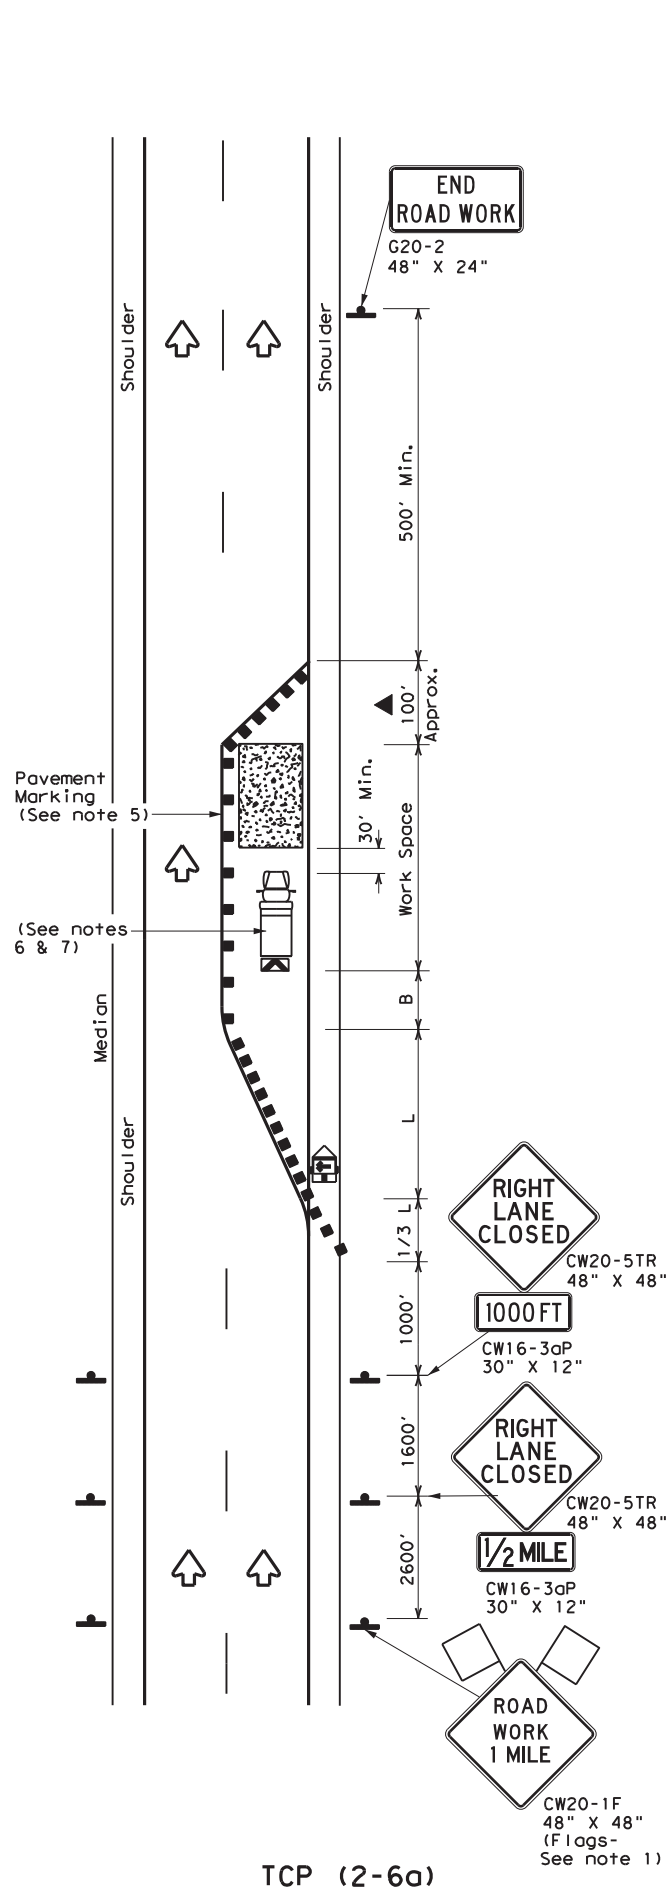 END
ROAD WORK
G20-2
48" X 24"
Shoulder
Shoulder
500' Min.
100'
Approx.
Pavement
Marking
(See note 5)
30' Min.
Work Space
(See notes
6 & 7)
B
Median
Shoulder
L
1/3 L
RIGHT
LANE
CLOSED
CW20-5TR
48" X 48"
1000 FT
CW16-3aP
30" X 12"
1000'
RIGHT
LANE
CLOSED
CW20-5TR
48" X 48"
1600'
1/2 MILE
CW16-3aP
30" X 12"
2600'
ROAD
WORK
1 MILE
CW20-1F
48" X 48"
(Flags-
See note 1)
TCP (2-6a)